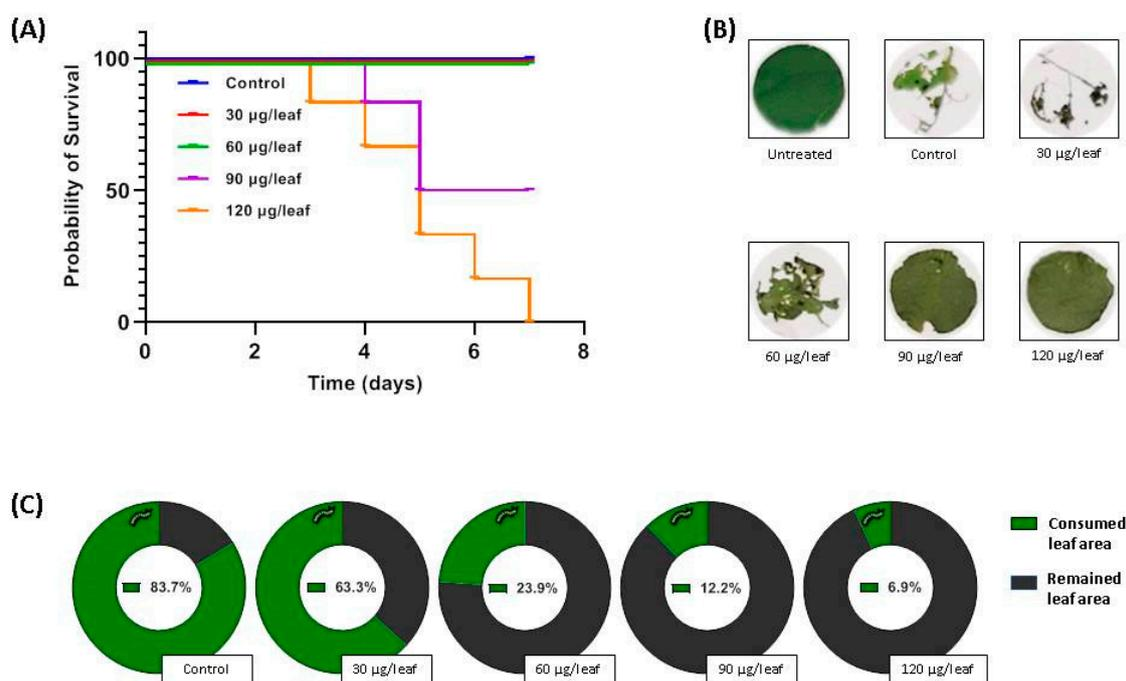 (A)
Probability of Survival
100
50
0
0
2
4
6
8
Time (days)
Control
30 µg/leaf
60 µg/leaf
90 µg/leaf
120 µg/leaf
(B)
Untreated
Control
30 µg/leaf
60 µg/leaf
90 µg/leaf
120 µg/leaf
(C)
83.7%
Control
63.3%
30 µg/leaf
23.9%
60 µg/leaf
12.2%
90 µg/leaf
6.9%
120 µg/leaf
Consumed
leaf area
Remained
leaf area